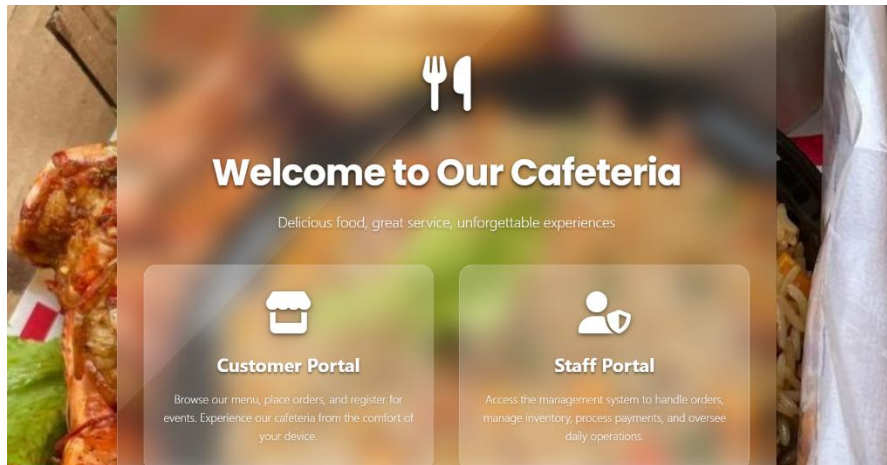 Welcome to Our Cafeteria
Delicious food, great service, unforgettable experiences
Customer Portal
Browse our menu, place orders, and register for
events. Experience our cafeteria from the comfort of
your device.
Staff Portal
Access the management system to handle orders,
manage inventory, process payments, and oversee
daily operations.